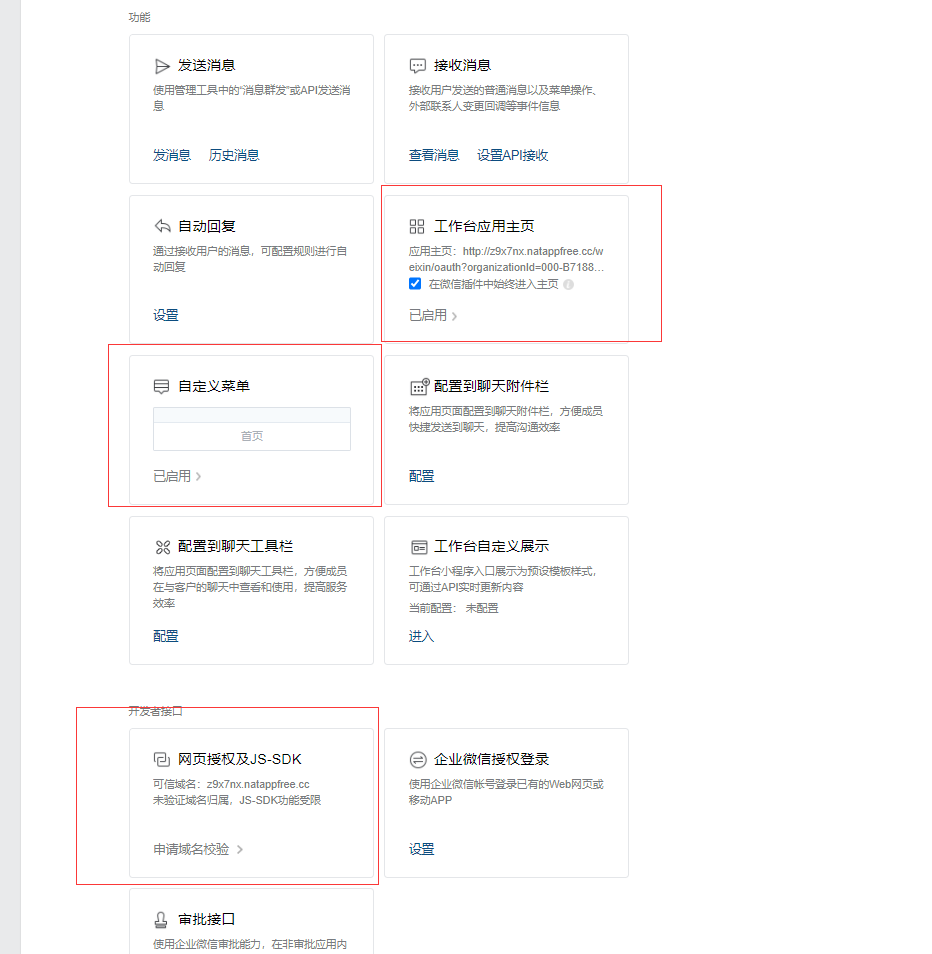 功能
发送消息
使用管理工具中的“消息群发”或API发送消
息
发消息 历史消息
接收消息
接收用户发送的普通消息以及菜单操作、
外部联系人变更回调等事件信息
查看消息 设置API接收
自动回复
通过接收用户的消息，可配置规则进行自
动回复
设置
工作台应用主页
应用主页：http://z9x7nx.natappfree.cc/w
eixin/oauth?organizationId=000-B7188...
在微信插件中始终进入主页
已启用
自定义菜单
首页
已启用
配置到聊天附件栏
将应用页面配置到聊天附件栏，方便成员
快捷发送到聊天，提高沟通效率
配置
配置到聊天工具栏
将应用页面配置到聊天工具栏，方便成员
在与客户的聊天中查看和使用，提高服务
效率
配置
工作台自定义展示
工作台小程序入口展示为预设模板样式，
可通过API实时更新内容
当前配置： 未配置
进入
开发者接口
网页授权及JS-SDK
可信域名：z9x7nx.natappfree.cc
未验证域名归属，JS-SDK功能受限
申请域名校验
企业微信授权登录
使用企业微信帐号登录已有的Web网页或
移动APP
设置
审批接口
使用企业微信审批能力，在非审批应用内